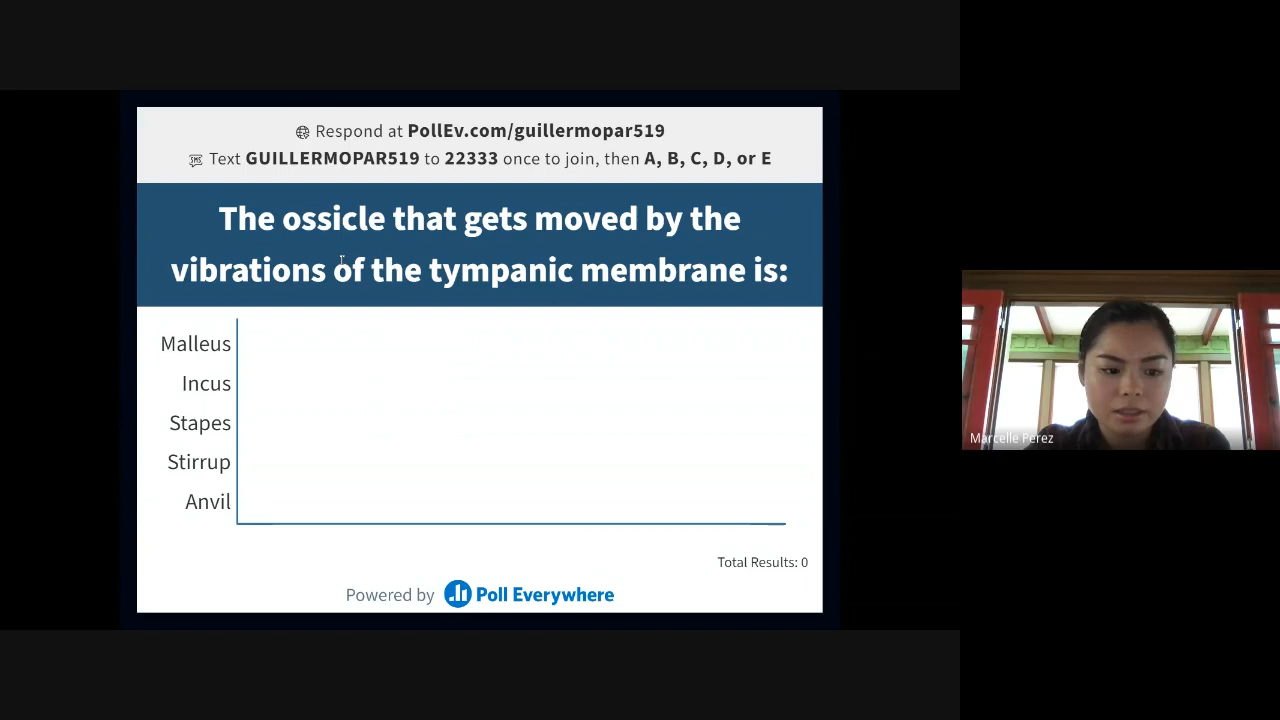 Respond at PollEv.com/guillermopar519
Text GUILLERMOPAR519 to 22333 once to join, then A, B, C, D, or E
The ossicle that gets moved by the
vibrations of the tympanic membrane is:
Malleus
Incus
Stapes
Stirrup
Anvil
Total Results: 0
Powered by Poll Everywhere
Marcelle Perez